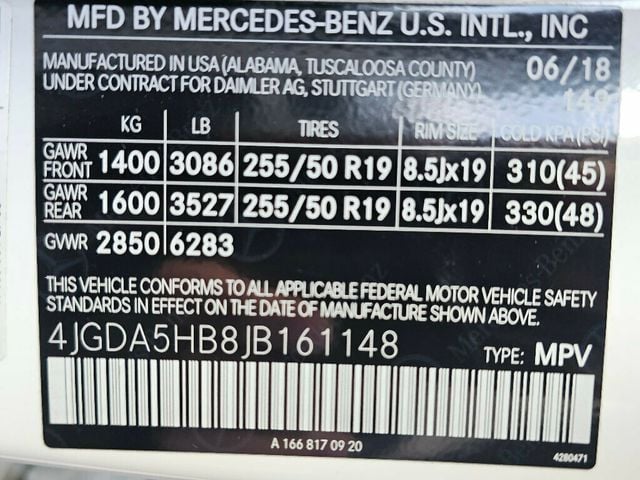 MFD BY MERCEDES-BENZ U.S. INTL., INC
MANUFACTURED IN USA (ALABAMA, TUSCALOOSA COUNTY) 06/18
UNDER CONTRACT FOR DAIMLER AG, STUTTGART (GERMANY) 149
KG LB TIRES RIM SIZE COLD KPA (PSI)
GAWR FRONT 1400 3086 255/50 R19 8.5Jx19 310(45)
GAWR REAR 1600 3527 255/50 R19 8.5Jx19 330(48)
GVWR 2850 6283
THIS VEHICLE CONFORMS TO ALL APPLICABLE FEDERAL MOTOR VEHICLE SAFETY
STANDARDS IN EFFECT ON THE DATE OF MANUFACTURE SHOWN ABOVE.
4JGDA5HB8JB161148 TYPE: MPV
A 166 817 09 20
4280471